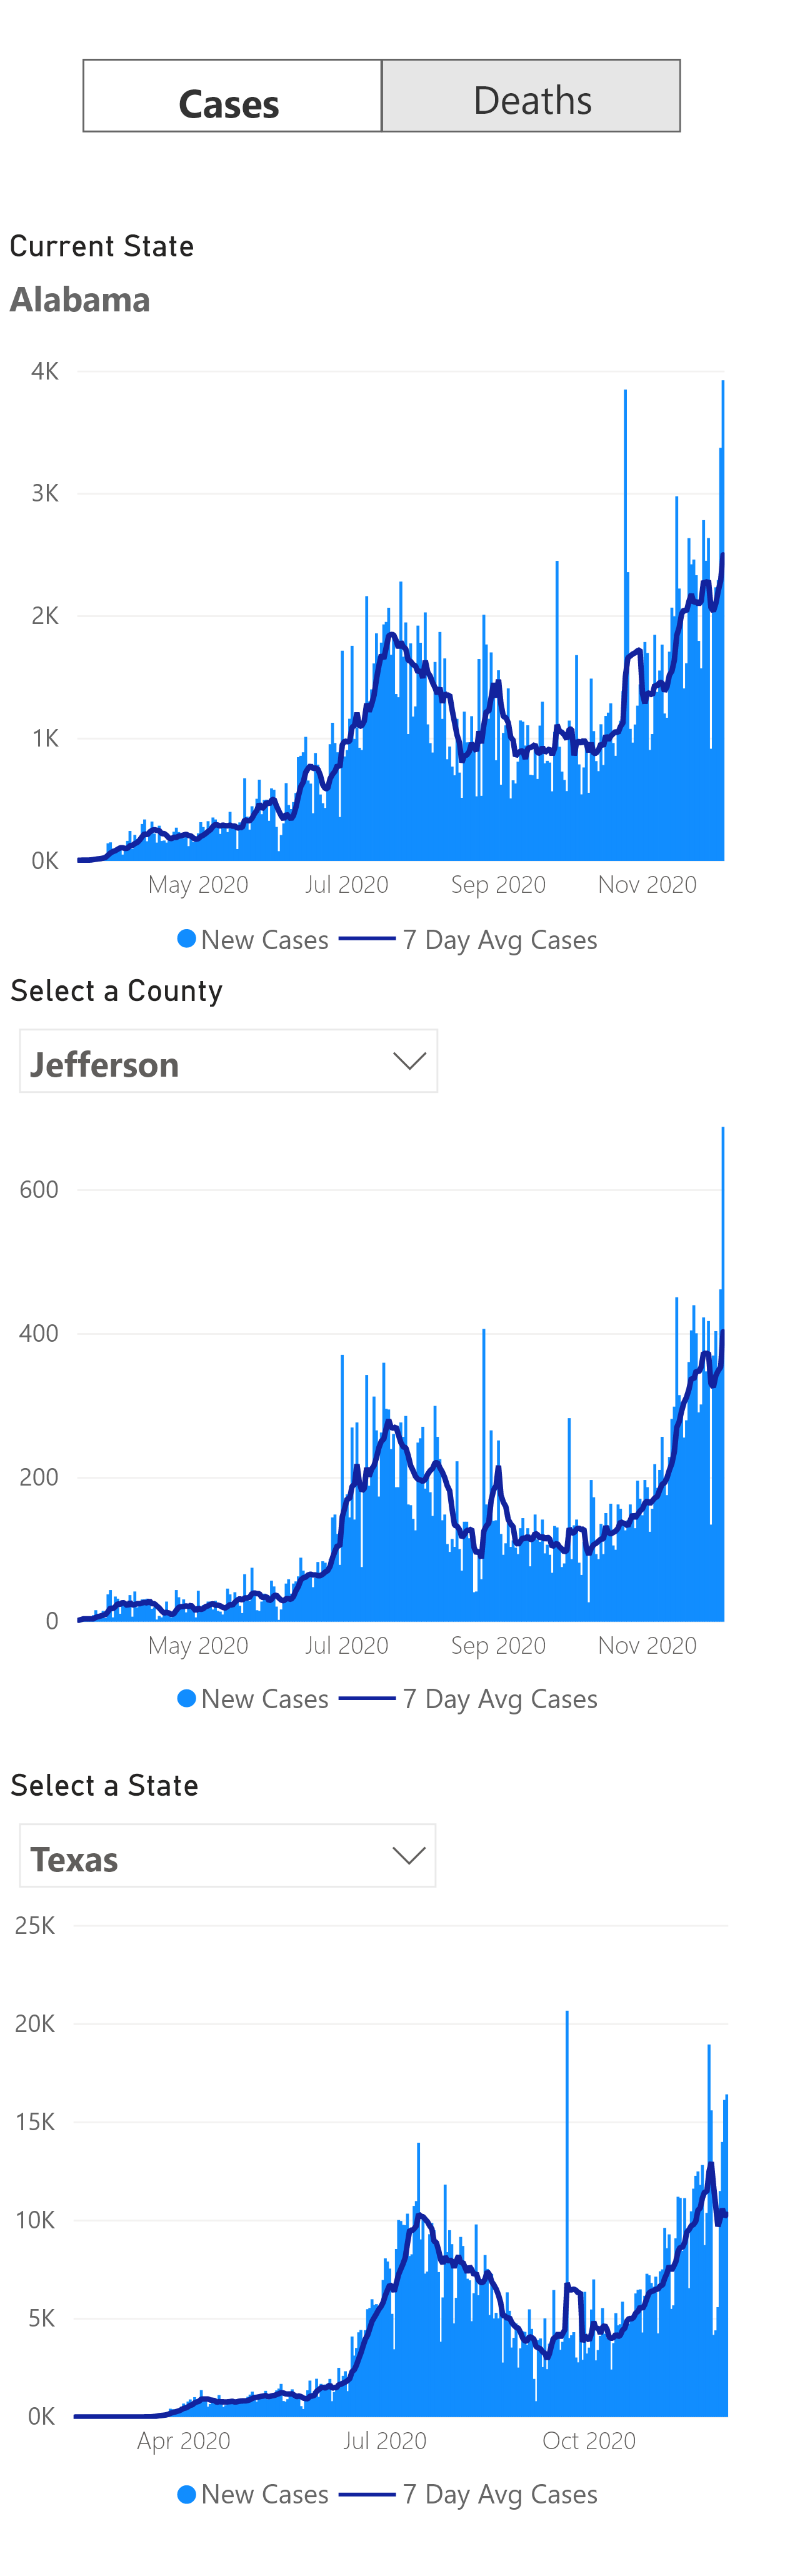 Cases Deaths
Current State
Alabama
4K
3K
2K
1K
0K
May 2020 Jul 2020 Sep 2020 Nov 2020
New Cases 7 Day Avg Cases
Select a County
Jefferson
600
400
200
0
May 2020 Jul 2020 Sep 2020 Nov 2020
New Cases 7 Day Avg Cases
Select a State
Texas
25K
20K
15K
10K
5K
0K
Apr 2020 Jul 2020 Oct 2020
New Cases 7 Day Avg Cases